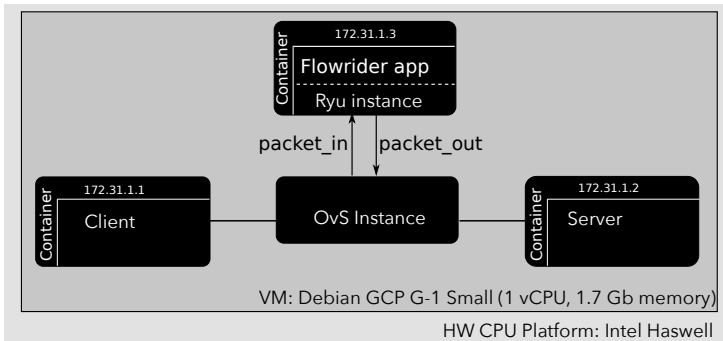 172.31.1.3
Container
Flowrider app
Ryu instance
packet_in
packet_out
172.31.1.1
Container
Client
OvS Instance
172.31.1.2
Container
Server
VM: Debian GCP G-1 Small (1 vCPU, 1.7 Gb memory)
HW CPU Platform: Intel Haswell